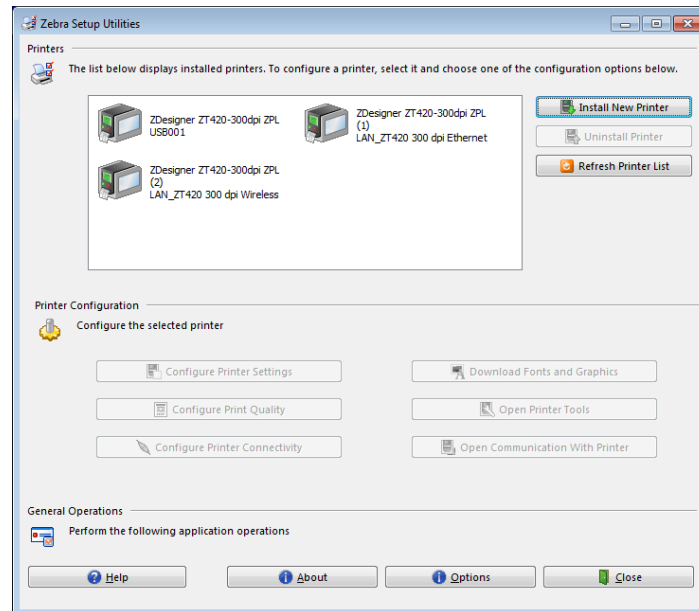 Zebra Setup Utilities
Printers
The list below displays installed printers. To configure a printer, select it and choose one of the configuration options below.
ZDesigner ZT420-300dpi ZPL
USB001
ZDesigner ZT420-300dpi ZPL
(1)
LAN_ZT420 300 dpi Ethernet
ZDesigner ZT420-300dpi ZPL
(2)
LAN_ZT420 300 dpi Wireless
Install New Printer
Uninstall Printer
Refresh Printer List
Printer Configuration
Configure the selected printer
Configure Printer Settings
Download Fonts and Graphics
Configure Print Quality
Open Printer Tools
Configure Printer Connectivity
Open Communication With Printer
General Operations
Perform the following application operations
Help
About
Options
Close